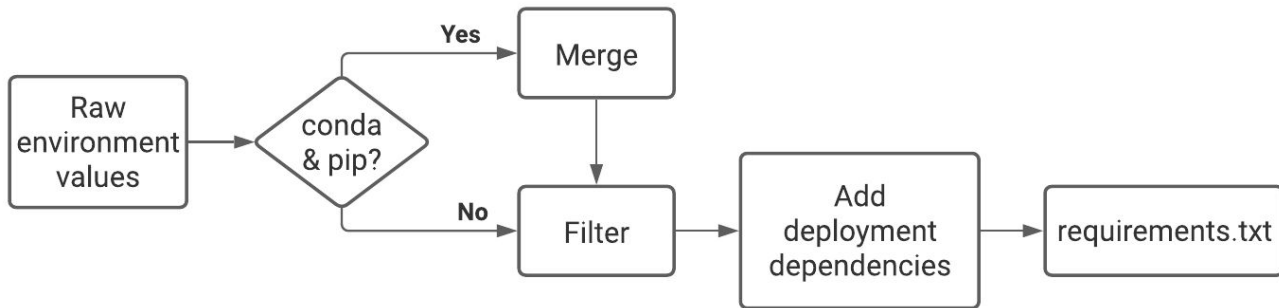 Raw
environment
values
conda
& pip?
Yes
Merge
No
Filter
Add
deployment
dependencies
requirements.txt